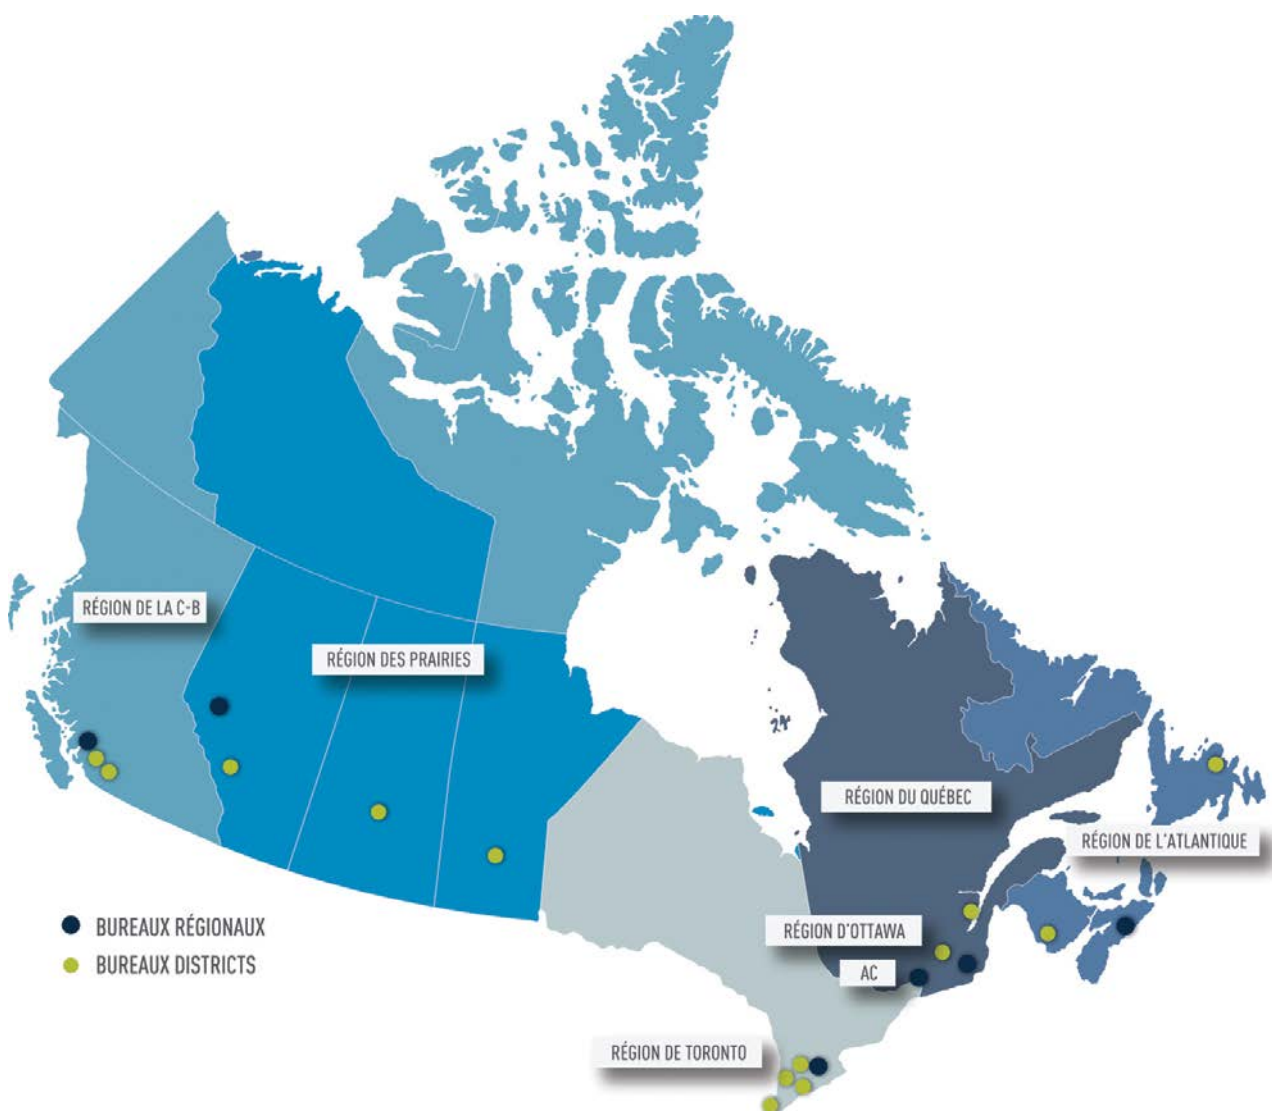 RÉGION DE LA C-B
RÉGION DES PRAIRIES
RÉGION DU QUÉBEC
RÉGION DE L'ATLANTIQUE
BUREAUX RÉGIONAUX
BUREAUX DISTRICTS
RÉGION D'OTTAWA
AC
RÉGION DE TORONTO